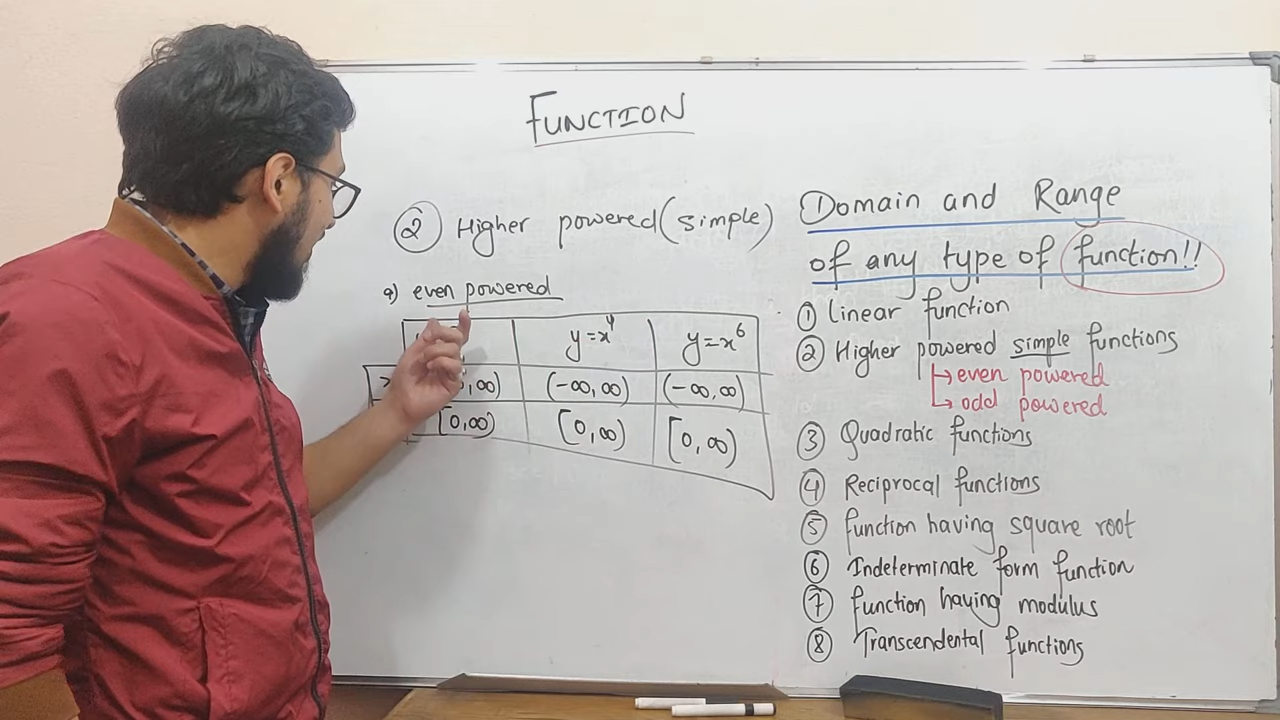 FUNCTION
② Higher powered (simple)
a) even powered
y=x⁴ y=x⁶
∞) (-∞,∞) (-∞,∞)
[0,∞) [0,∞) [0,∞)
① Domain and Range
of any type of function!!
① linear function
② Higher powered simple functions
↳ even powered
↳ odd powered
③ Quadratic functions
④ Reciprocal functions
⑤ function having square root
⑥ Indeterminate form function
⑦ function having modulus
⑧ Transcendental functions